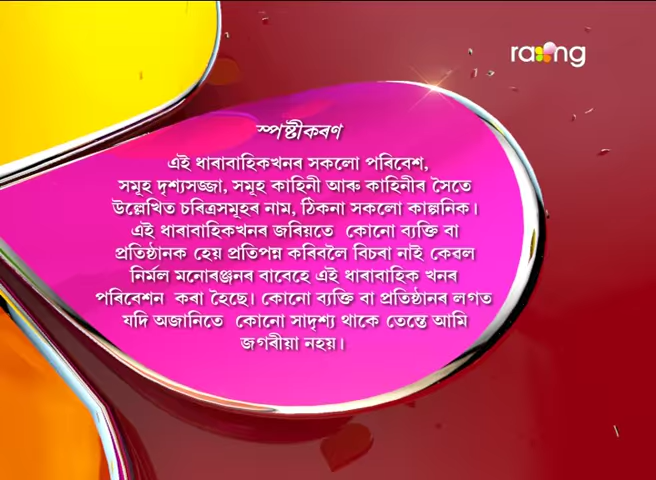 rang
স্পষ্টীকৰণ
এই ধাৰাবাহিকখনৰ সকলো পৰিবেশ,
সমূহ দৃশ্যসজ্জা, সমূহ কাহিনী আৰু কাহিনীৰ সৈতে
উল্লেখিত চৰিত্ৰসমূহৰ নাম, ঠিকনা সকলো কাল্পনিক।
এই ধাৰাবাহিকখনৰ জৰিয়তে কোনো ব্যক্তি বা
প্ৰতিষ্ঠানক হেয় প্ৰতিপন্ন কৰিবলৈ বিচৰা নাই কেৱল
নিৰ্মল মনোৰঞ্জনৰ বাবেহে এই ধাৰাবাহিক খনৰ
পৰিবেশন কৰা হৈছে। কোনো ব্যক্তি বা প্ৰতিষ্ঠানৰ লগত
যদি অজানিতে কোনো সাদৃশ্য থাকে তেন্তে আমি
জগৰীয়া নহয়।